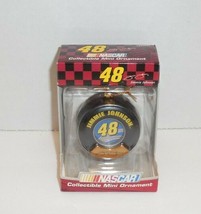 48
NASCAR
Collectible Mini Ornament
48
JIMMIE JOHNSON
48
NASCAR
Collectible Mini Ornament